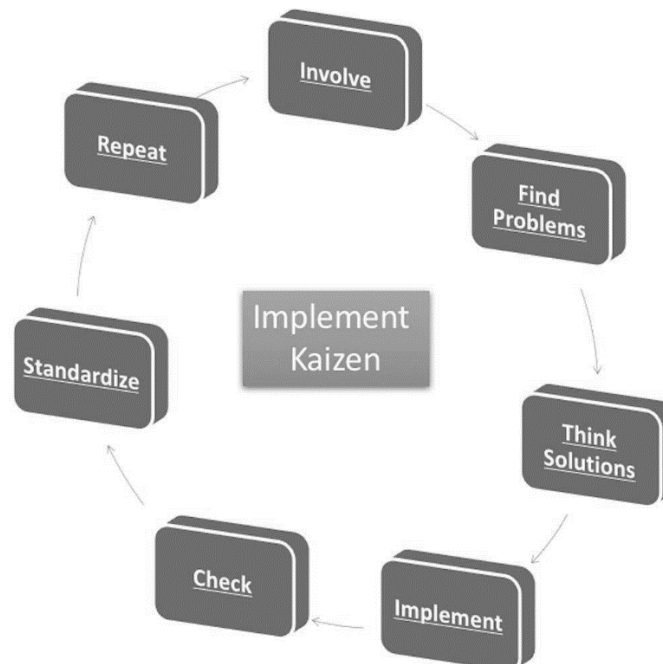 Involve
Find
Problems
Think
Solutions
Implement
Check
Standardize
Repeat
Implement
Kaizen